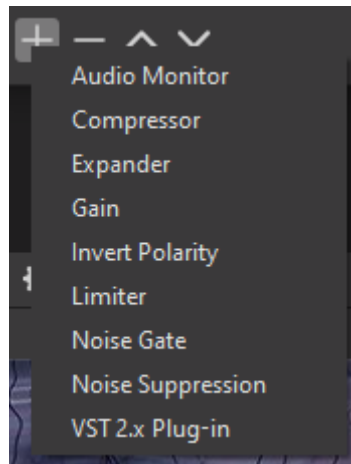 Audio Monitor
Compressor
Expander
Gain
Invert Polarity
Limiter
Noise Gate
Noise Suppression
VST 2.x Plug-in